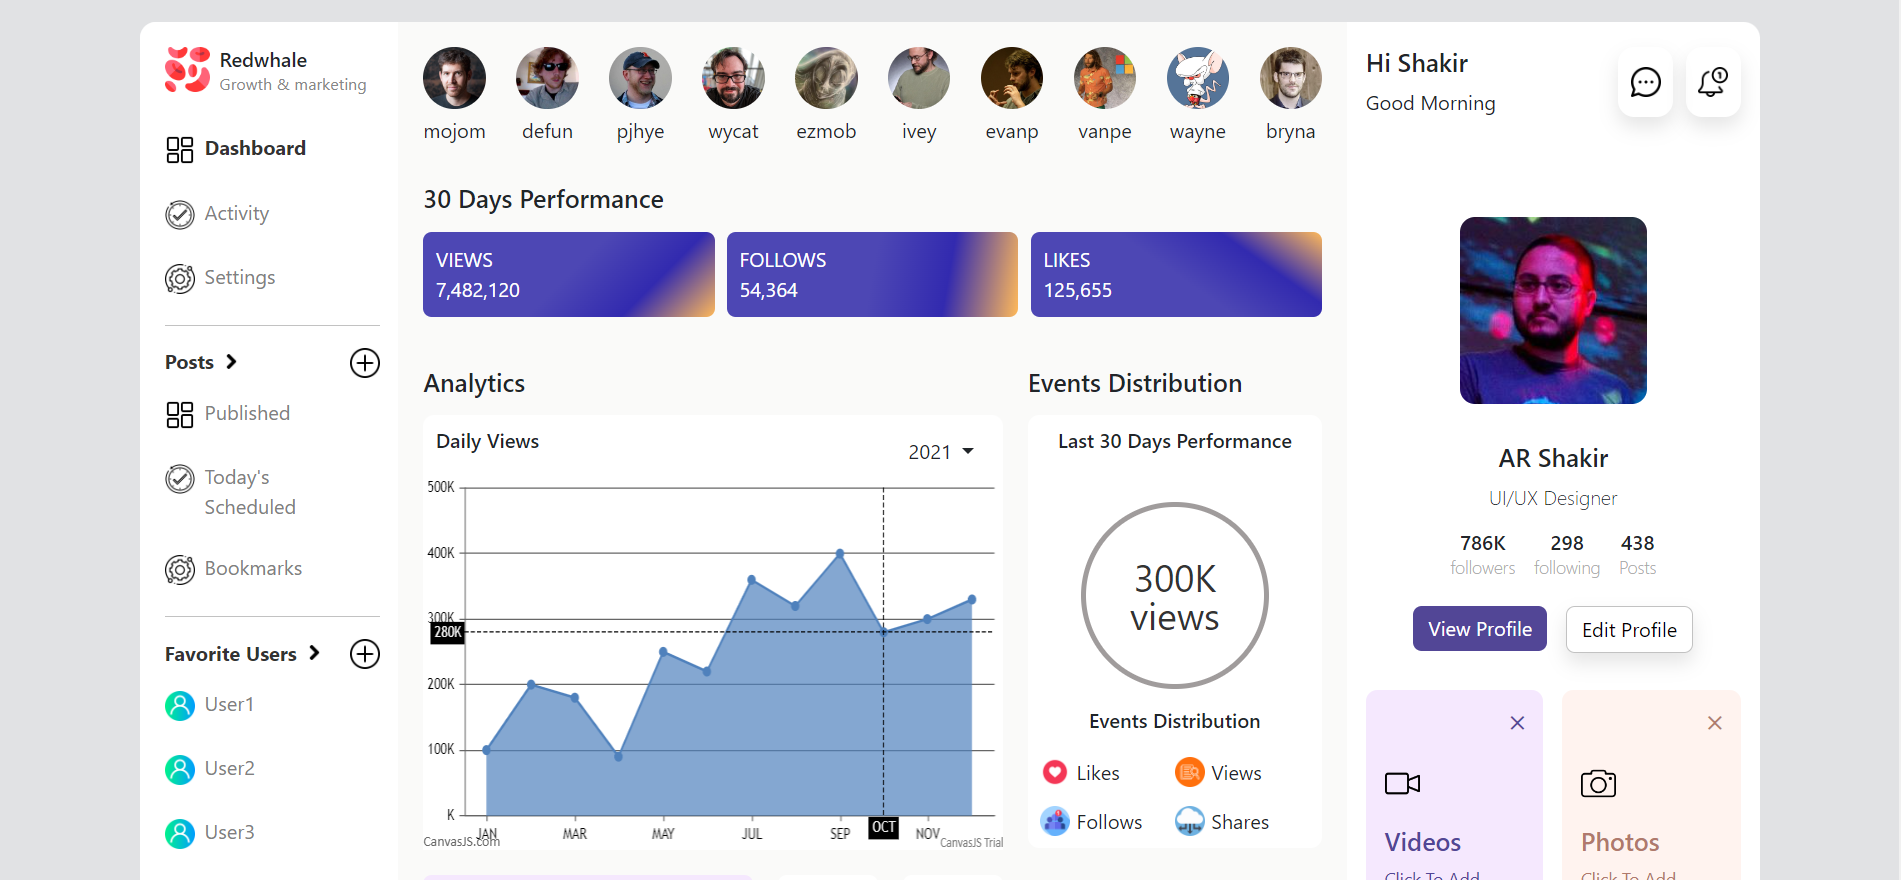 Redwhale
Growth & marketing
Dashboard
Activity
Settings
Posts
Published
Today's
Scheduled
Bookmarks
Favorite Users
User1
User2
User3
mojom
defun
pjhye
wycat
ezmob
ivey
evanp
vanpe
wayne
bryna
30 Days Performance
VIEWS
7,482,120
FOLLOWS
54,364
LIKES
125,655
Analytics
Daily Views
2021
500K
400K
300K
280K
200K
100K
K
JAN
MAR
MAY
JUL
SEP
OCT
NOV
CanvasJS.com
CanvasJS Trial
Events Distribution
Last 30 Days Performance
300K
views
Events Distribution
Likes
Views
Follows
Shares
Hi Shakir
Good Morning
1
AR Shakir
UI/UX Designer
786K
followers
298
following
438
Posts
View Profile
Edit Profile
Videos
Click To Add
Photos
Click To Add